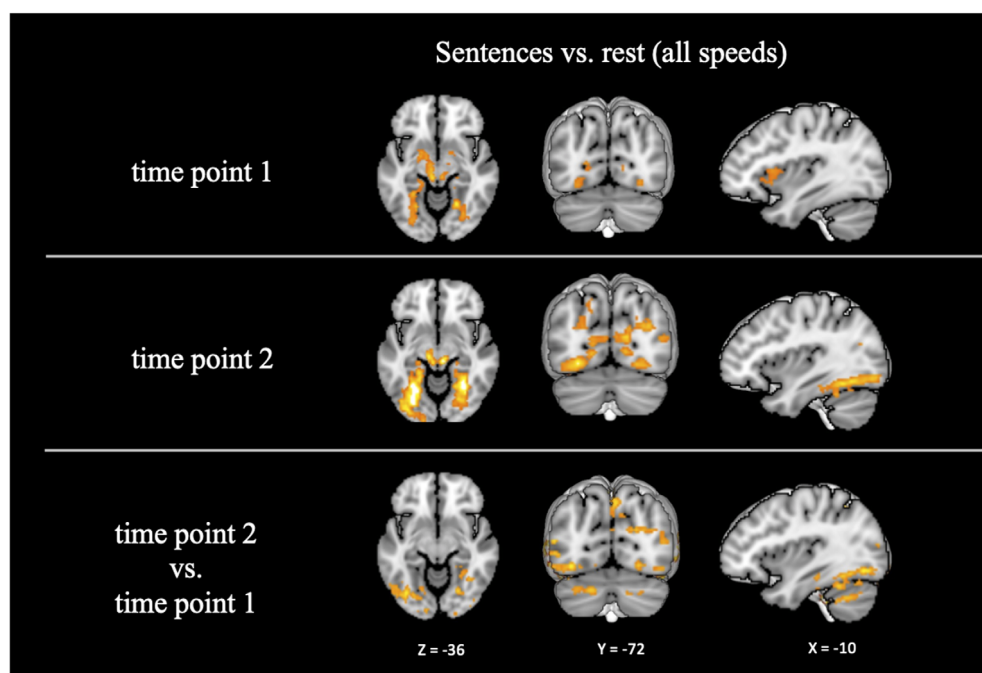 Sentences vs. rest (all speeds)
time point 1
time point 2
time point 2
vs.
time point 1
Z = -36
Y = -72
X = -10